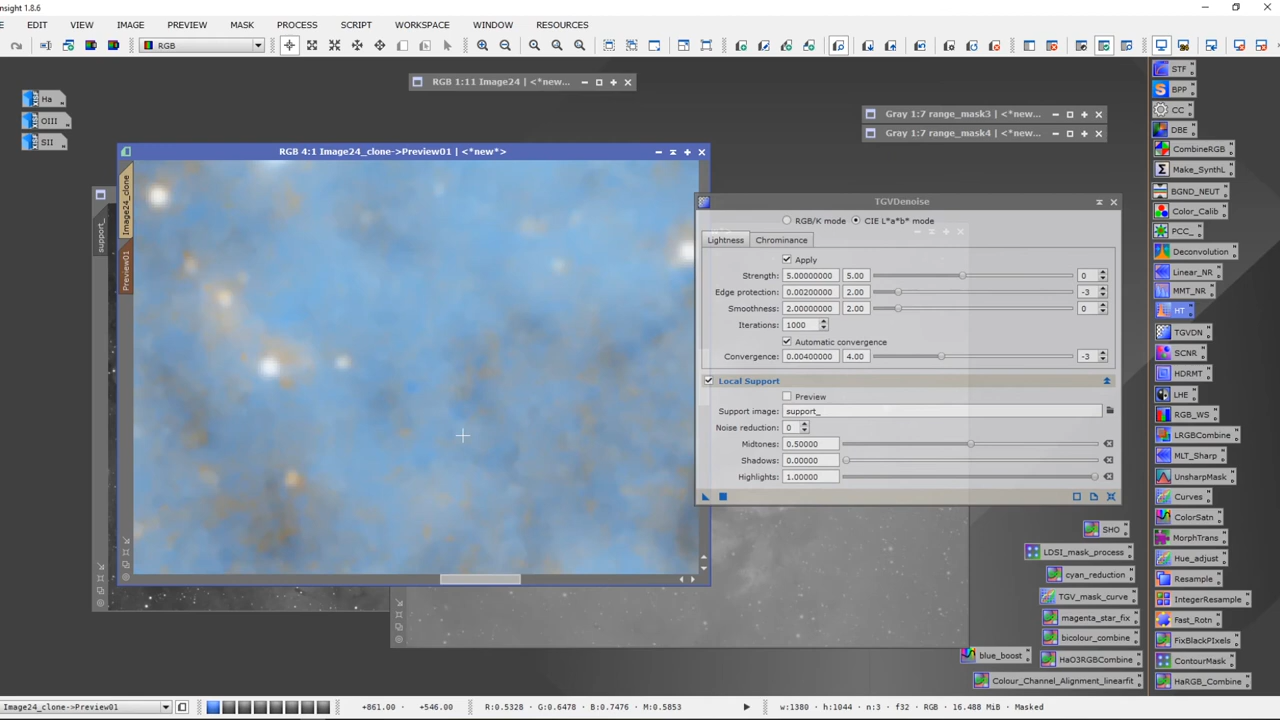 nsight 1.8.6
EDIT VIEW IMAGE PREVIEW MASK PROCESS SCRIPT WORKSPACE WINDOW RESOURCES
RGB
RGB 1:11 Image24 | <*new...
Ha
OIII
SII
Gray 1:7 range_mask3 | <*new...
Gray 1:7 range_mask4 | <*new...
RGB 4:1 Image24_clone->Preview01 | <*new*>
Image24_clone
Preview01
support_
TGVDenoise
RGB/K mode CIE L*a*b* mode
Lightness Chrominance
Apply
Strength: 5.00000000 5.00 0
Edge protection: 0.00200000 2.00 -3
Smoothness: 2.00000000 2.00 0
Iterations: 1000
Automatic convergence
Convergence: 0.00400000 4.00 -3
Local Support
Preview
Support image: support_
Noise reduction: 0
Midtones: 0.50000
Shadows: 0.00000
Highlights: 1.00000
STF
BPP
CC
DBE
CombineRGB
Make_SynthL
BGND_NEUT
Color_Calib
PCC_
Deconvolution
Linear_NR
MMT_NR
HT
TGVDN
SCNR
HDRMT
LHE
RGB_WS
LRGBCombine
MLT_Sharp
UnsharpMask
Curves
ColorSatn
MorphTrans
Hue_adjust
Resample
IntegerResample
Fast_Rotn
FixBlackPIxels
ContourMask
HaRGB_Combine
SHO
LDSI_mask_process
cyan_reduction
TGV_mask_curve
magenta_star_fix
bicolour_combine
blue_boost
HaO3RGBCombine
Colour_Channel_Alignment_linearfit
Image24_clone->Preview01
+861.00 +546.00 R:0.5328 G:0.6478 B:0.7476 M:0.5853
w:1380 h:1044 n:3 f32 RGB 16.488 MiB Masked